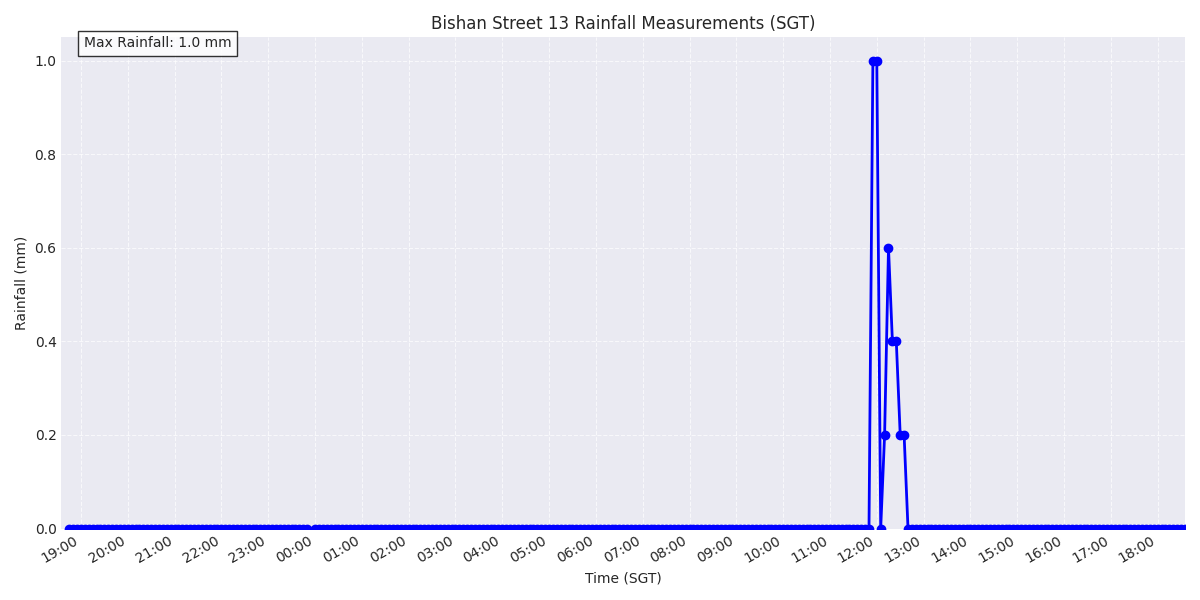 Bishan Street 13 Rainfall Measurements (SGT)
Max Rainfall: 1.0 mm
Rainfall (mm)
1.0
0.8
0.6
0.4
0.2
0.0
19:00 20:00 21:00 22:00 23:00 00:00 01:00 02:00 03:00 04:00 05:00 06:00 07:00 08:00 09:00 10:00 11:00 12:00 13:00 14:00 15:00 16:00 17:00 18:00
Time (SGT)